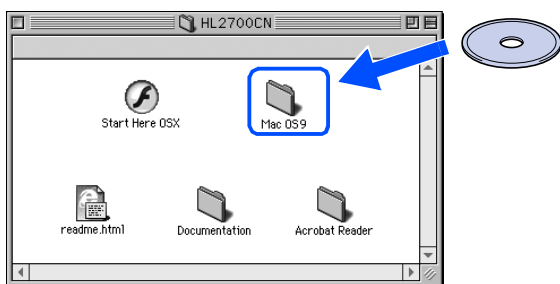 HL2700CN
Start Here OSX
Mac OS9
readme.html
Documentation
Acrobat Reader